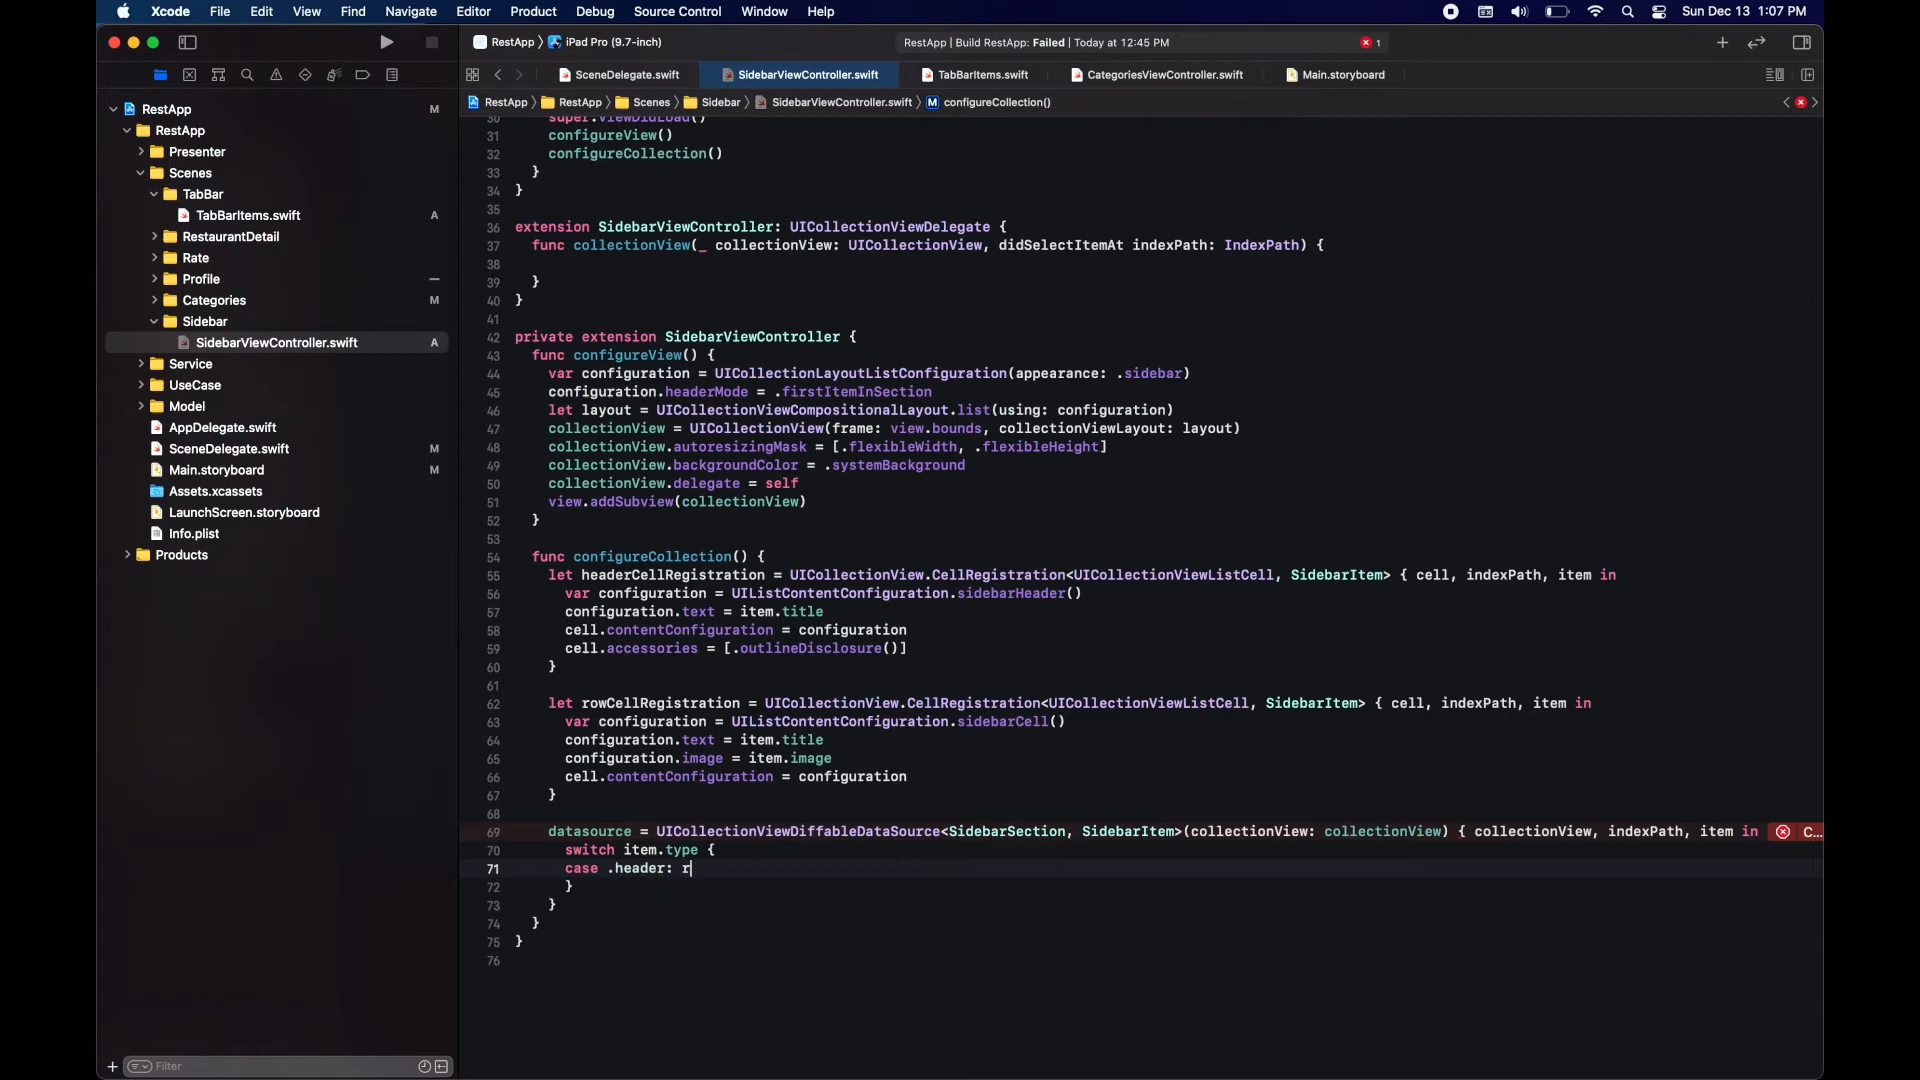 Xcode File Edit View Find Navigate Editor Product Debug Source Control Window Help Sun Dec 13 1:07 PM
RestApp iPad Pro (9.7-inch) RestApp | Build RestApp: Failed | Today at 12:45 PM 1
SceneDelegate.swift SidebarViewController.swift TabBarItems.swift CategoriesViewController.swift Main.storyboard
RestApp RestApp Scenes Sidebar SidebarViewController.swift M configureCollection()
RestApp M
RestApp
Presenter
Scenes
TabBar
TabBarItems.swift A
RestaurantDetail
Rate
Profile
Categories M
Sidebar
SidebarViewController.swift A
Service
UseCase
Model
AppDelegate.swift
SceneDelegate.swift M
Main.storyboard M
Assets.xcassets
LaunchScreen.storyboard
Info.plist
Products
Filter
30 super.viewDidLoad()
31 configureView()
32 configureCollection()
33 }
34 }
35
36 extension SidebarViewController: UICollectionViewDelegate {
37 func collectionView(_ collectionView: UICollectionView, didSelectItemAt indexPath: IndexPath) {
38
39 }
40 }
41
42 private extension SidebarViewController {
43 func configureView() {
44 var configuration = UICollectionLayoutListConfiguration(appearance: .sidebar)
45 configuration.headerMode = .firstItemInSection
46 let layout = UICollectionViewCompositionalLayout.list(using: configuration)
47 collectionView = UICollectionView(frame: view.bounds, collectionViewLayout: layout)
48 collectionView.autoresizingMask = [.flexibleWidth, .flexibleHeight]
49 collectionView.backgroundColor = .systemBackground
50 collectionView.delegate = self
51 view.addSubview(collectionView)
52 }
53
54 func configureCollection() {
55 let headerCellRegistration = UICollectionView.CellRegistration<UICollectionViewListCell, SidebarItem> { cell, indexPath, item in
56 var configuration = UIListContentConfiguration.sidebarHeader()
57 configuration.text = item.title
58 cell.contentConfiguration = configuration
59 cell.accessories = [.outlineDisclosure()]
60 }
61
62 let rowCellRegistration = UICollectionView.CellRegistration<UICollectionViewListCell, SidebarItem> { cell, indexPath, item in
63 var configuration = UIListContentConfiguration.sidebarCell()
64 configuration.text = item.title
65 configuration.image = item.image
66 cell.contentConfiguration = configuration
67 }
68
69 datasource = UICollectionViewDiffableDataSource<SidebarSection, SidebarItem>(collectionView: collectionView) { collectionView, indexPath, item in C...
70 switch item.type {
71 case .header: r
72 }
73 }
74 }
75 }
76